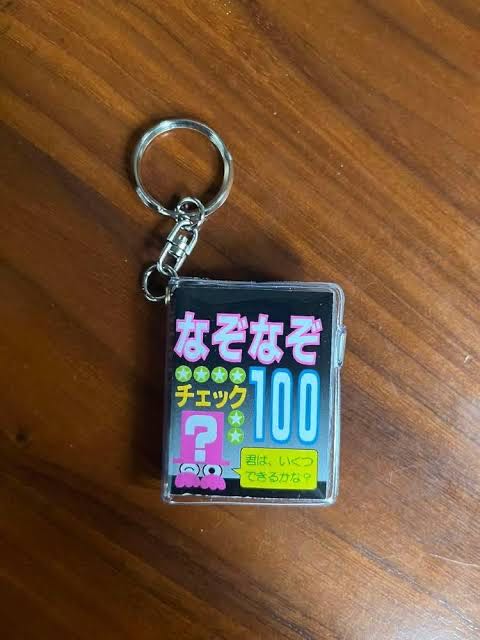 なぞなぞ
チェック
100
?
君は、いくつ
できるかな?